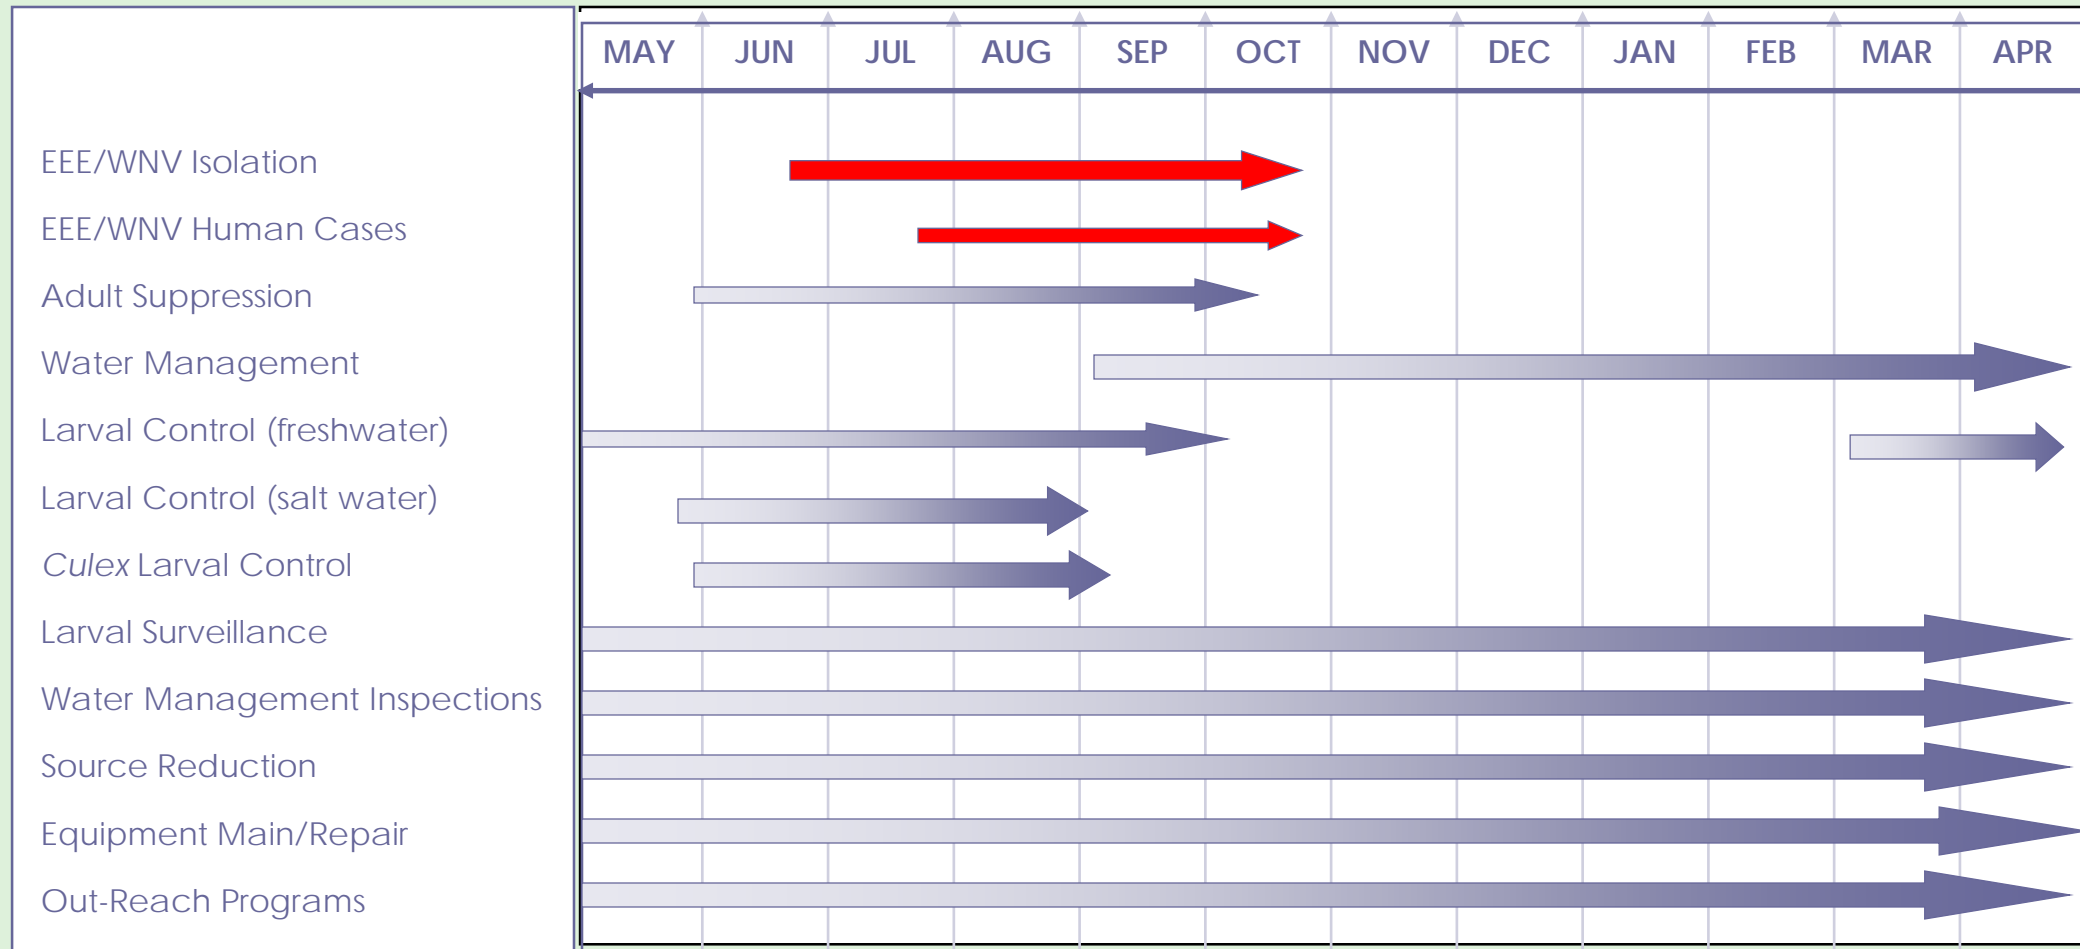 MAY JUN JUL AUG SEP OCT NOV DEC JAN FEB MAR APR
EEE/WNV Isolation
EEE/WNV Human Cases
Adult Suppression
Water Management
Larval Control (freshwater)
Larval Control (salt water)
Culex Larval Control
Larval Surveillance
Water Management Inspections
Source Reduction
Equipment Main/Repair
Out-Reach Programs